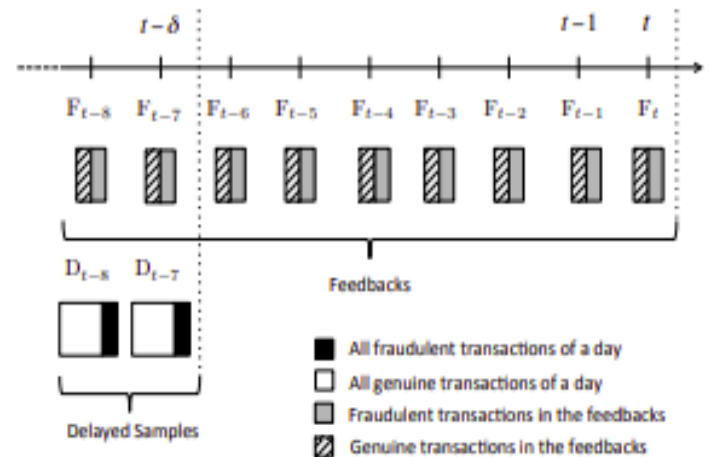 t−δ t−1 t
F_{t−8} F_{t−7} F_{t−6} F_{t−5} F_{t−4} F_{t−3} F_{t−2} F_{t−1} F_t
Feedbacks
D_{t−8} D_{t−7}
Delayed Samples
All fraudulent transactions of a day
All genuine transactions of a day
Fraudulent transactions in the feedbacks
Genuine transactions in the feedbacks